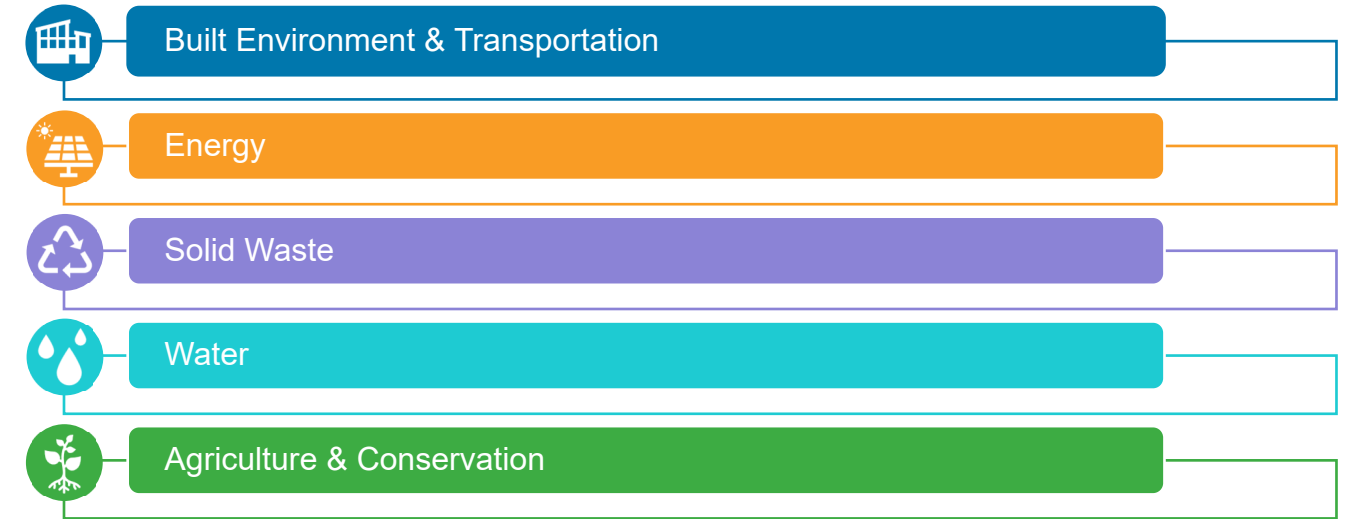 Built Environment & Transportation
Energy
Solid Waste
Water
Agriculture & Conservation